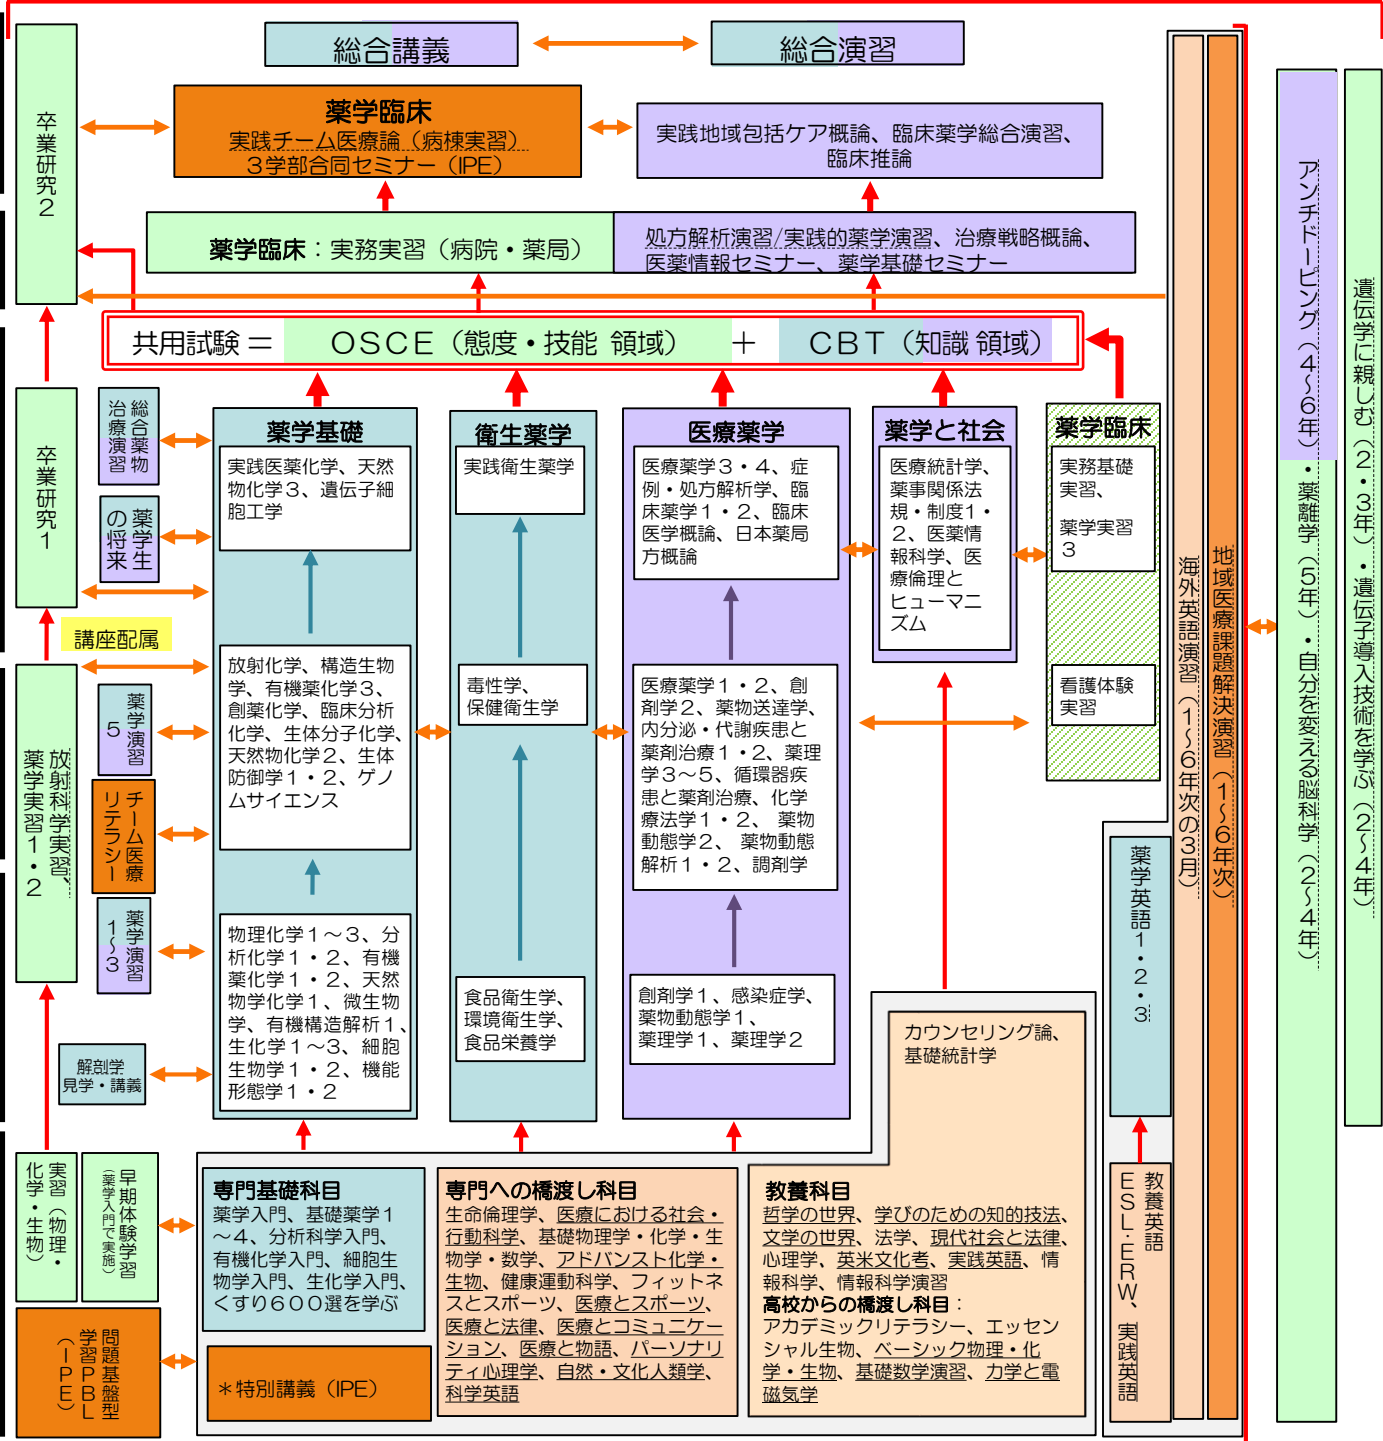 総合講義
総合演習
卒業研究２
薬学臨床
実践チーム医療論（病棟実習）
３学部合同セミナー（IPE）
実践地域包括ケア概論、臨床薬学総合演習、
臨床推論
薬学臨床：実務実習（病院・薬局）
処方解析演習/実践的薬学演習、治療戦略概論、
医薬情報セミナー、薬学基礎セミナー
共用試験＝ ＯＳＣＥ（態度・技能 領域） ＋ ＣＢＴ（知識 領域）
卒業研究１
総合薬物
治療演習
薬学生
の将来
講座配属
放射科学実習、
薬学実習１・２
薬学演習
５
チーム医療
リテラシー
薬学演習
１～３
解剖学
見学・講義
薬学基礎
実践医薬化学、天然
物化学３、遺伝子細
胞工学
放射化学、構造生物
学、有機薬化学３、
創薬化学、臨床分析
化学、生体分子化学、
天然物化学２、生体
防御学１・２、ゲノ
ムサイエンス
物理化学１～３、分
析化学１・２、有機
薬化学１・２、天然
物学化学１、微生物
学、有機構造解析１、
生化学１～３、細胞
生物学１・２、機能
形態学１・２
衛生薬学
実践衛生薬学
毒性学、
保健衛生学
食品衛生学、
環境衛生学、
食品栄養学
医療薬学
医療薬学３・４、症
例・処方解析学、臨
床薬学１・２、臨床
医学概論、日本薬局
方概論
医療薬学１・２、創
剤学２、薬物送達学、
内分泌・代謝疾患と
薬剤治療１・２、薬理
学３～５、循環器疾
患と薬剤治療、化学
療法学１・２、 薬物
動態学２、 薬物動態
解析１・２、調剤学
創剤学１、感染症学、
薬物動態学１、
薬理学１、薬理学２
薬学と社会
医療統計学、
薬事関係法
規・制度１・
２、医薬情
報科学、医
療倫理と
ヒューマニ
ズム
薬学臨床
実務基礎
実習、
薬学実習
３
看護体験
実習
カウンセリング論、
基礎統計学
薬学英語１・２・３
教養英語
ＥＳＬ・ＥＲＷ、実践英語
海外英語演習（１～６年次の３月）
地域医療課題解決演習（１～６年次）
アンチドーピング（４～６年）・薬離学（５年）・自分を変える脳科学（２～４年）
遺伝学に親しむ（２・３年）・遺伝子導入技術を学ぶ（２～４年）
実習（物理・
化学・生物）
早期体験学習
（薬学入門で実施）
問題基盤型
学習ＰＢＬ
（ＩＰＥ）
専門基礎科目
薬学入門、基礎薬学１
～４、分析科学入門、
有機化学入門、細胞生
物学入門、生化学入門、
くすり６００選を学ぶ
＊特別講義（IPE）
専門への橋渡し科目
生命倫理学、医療における社会・
行動科学、基礎物理学・化学・生
物学・数学、アドバンスト化学・
生物、健康運動科学、フィットネ
スとスポーツ、医療とスポーツ、
医療と法律、医療とコミュニケー
ション、医療と物語、パーソナリ
ティ心理学、自然・文化人類学、
科学英語
教養科目
哲学の世界、学びのための知的技法、
文学の世界、法学、現代社会と法律、
心理学、英米文化考、実践英語、情
報科学、情報科学演習
高校からの橋渡し科目：
アカデミックリテラシー、エッセン
シャル生物、ベーシック物理・化
学・生物、基礎数学演習、力学と電
磁気学